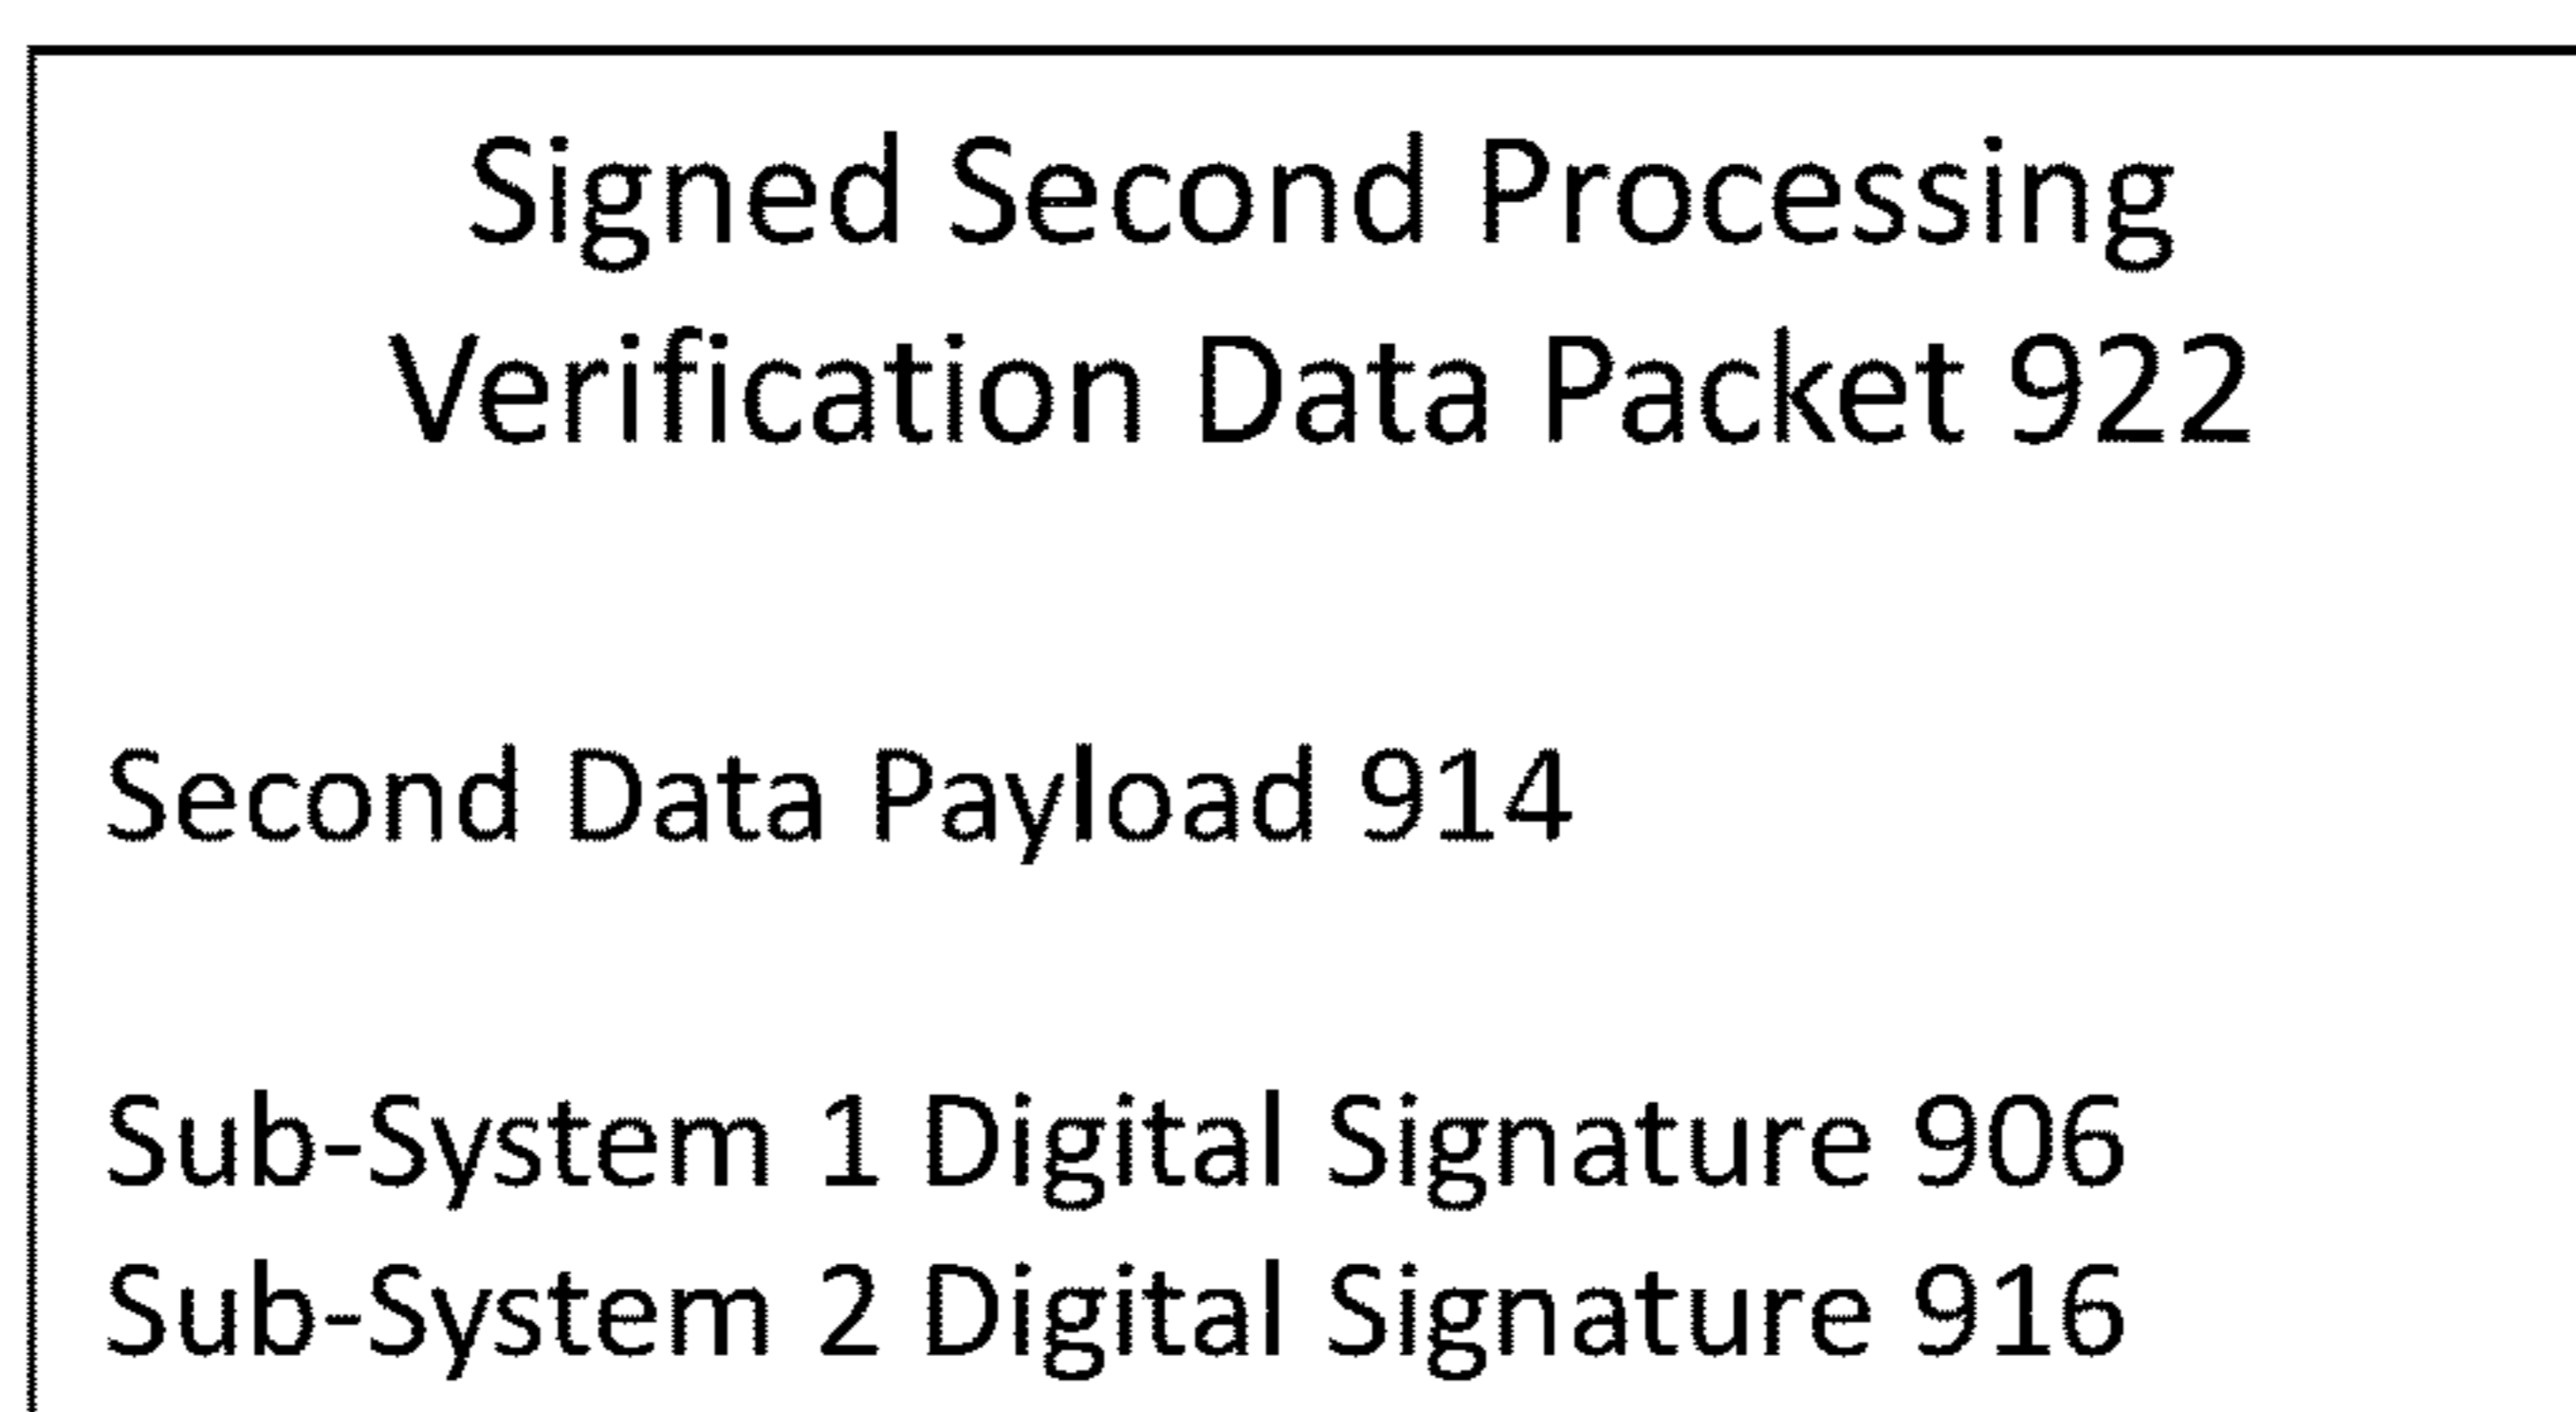 Signed Second Processing
Verification Data Packet 922
Second Data Payload 914
Sub-System 1 Digital Signature 906
Sub-System 2 Digital Signature 916